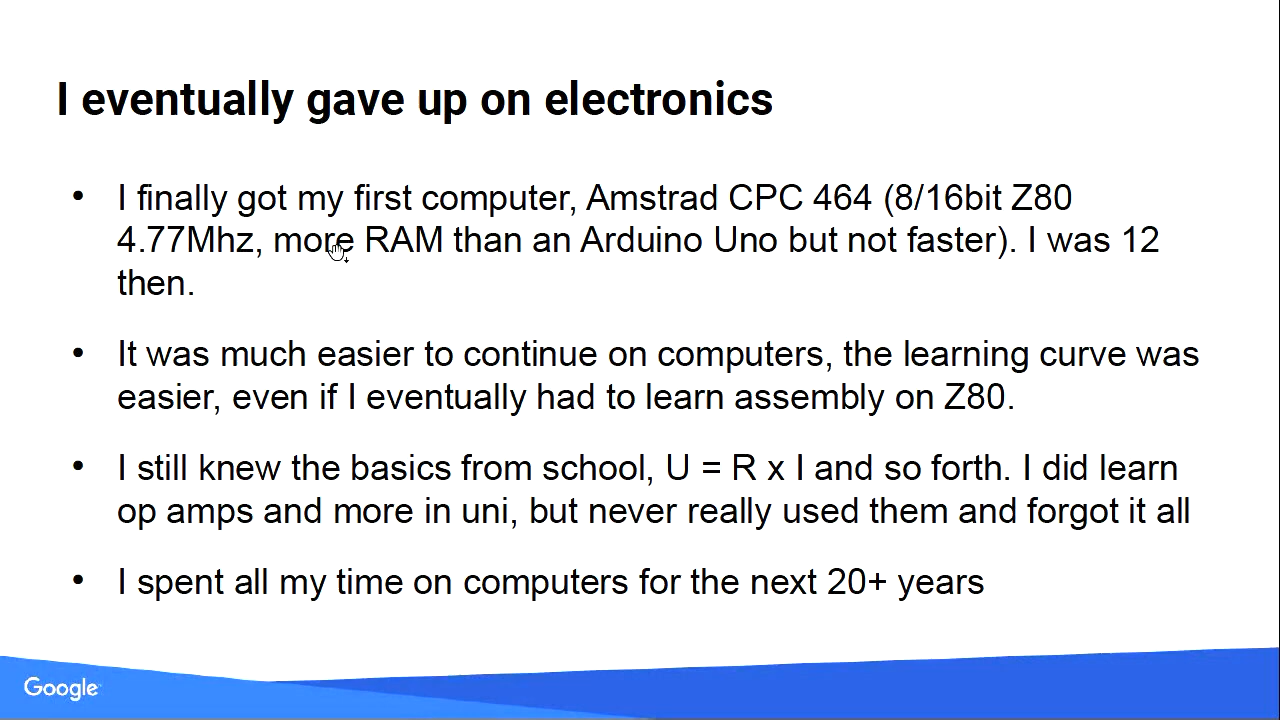 I eventually gave up on electronics
• I finally got my first computer, Amstrad CPC 464 (8/16bit Z80
4.77Mhz, more RAM than an Arduino Uno but not faster). I was 12
then.
• It was much easier to continue on computers, the learning curve was
easier, even if I eventually had to learn assembly on Z80.
• I still knew the basics from school, U = R x I and so forth. I did learn
op amps and more in uni, but never really used them and forgot it all
• I spent all my time on computers for the next 20+ years
Google